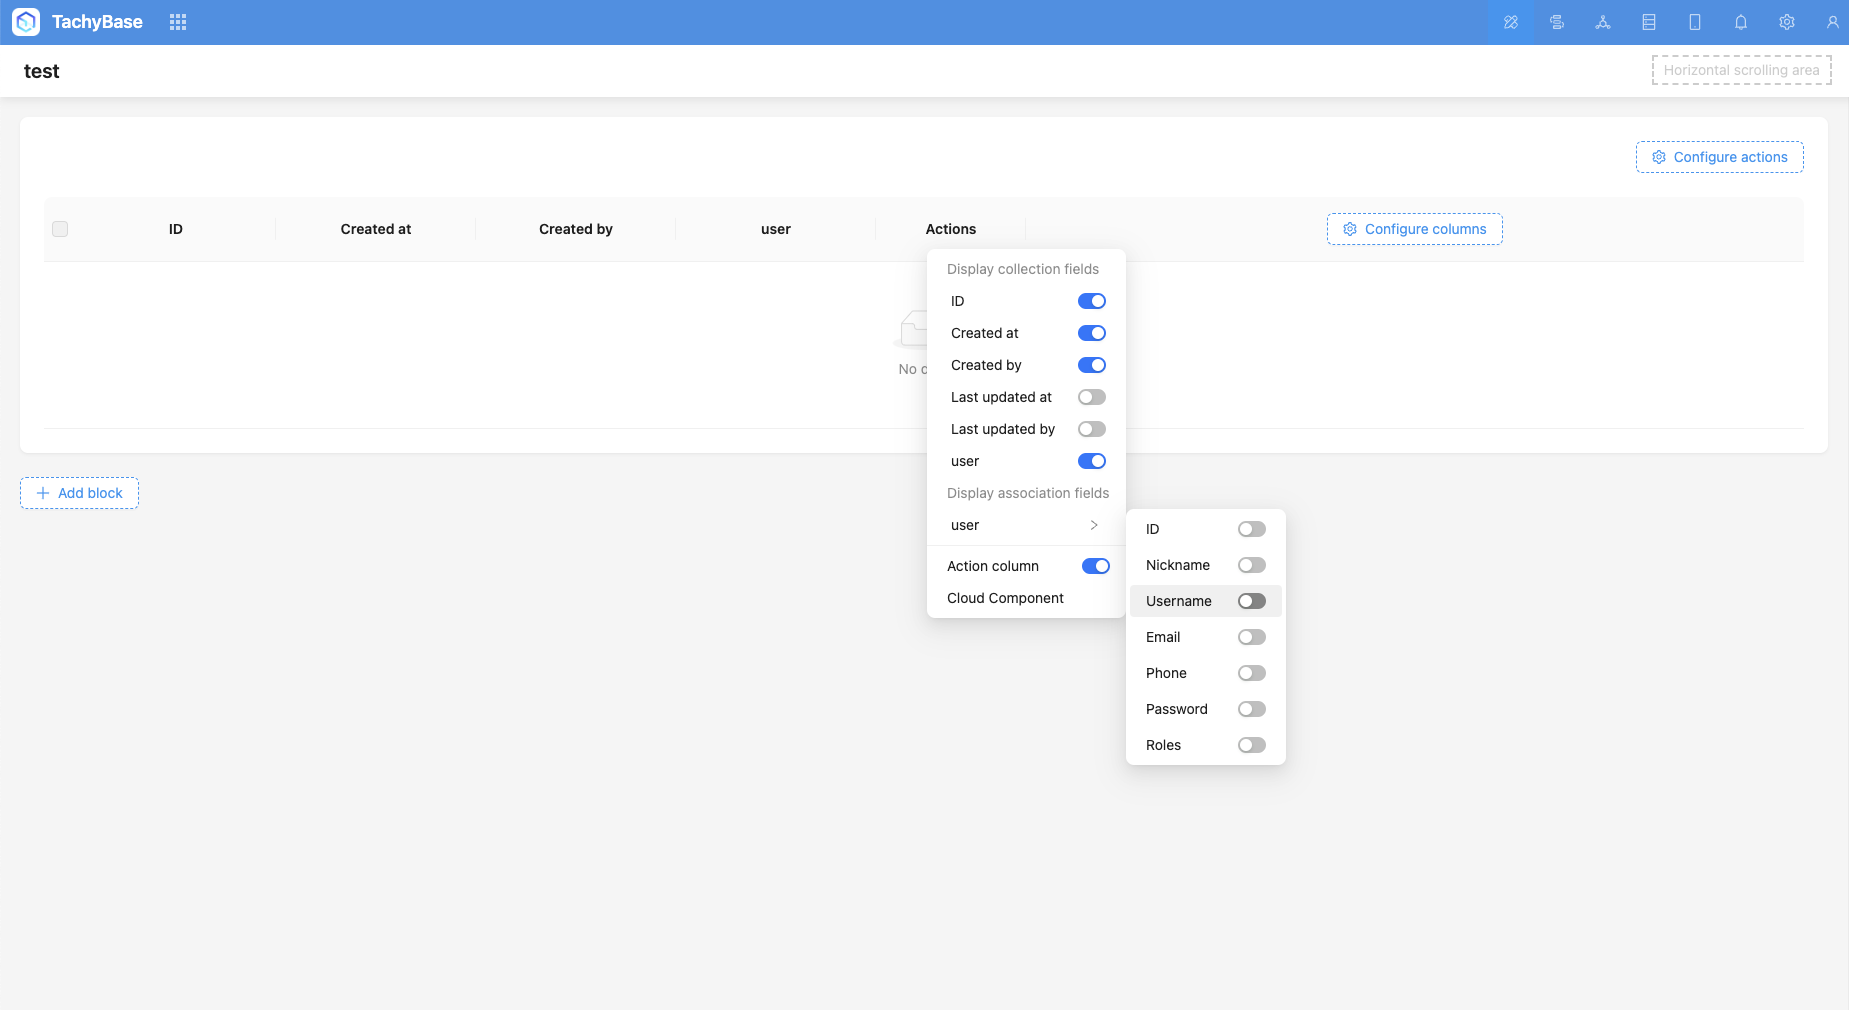 TachyBase
test
Horizontal scrolling area
Configure actions
ID
Created at
Created by
user
Actions
Configure columns
Display collection fields
ID
Created at
Created by
Last updated at
Last updated by
user
Display association fields
user
Action column
Cloud Component
No
Add block
ID
Nickname
Username
Email
Phone
Password
Roles